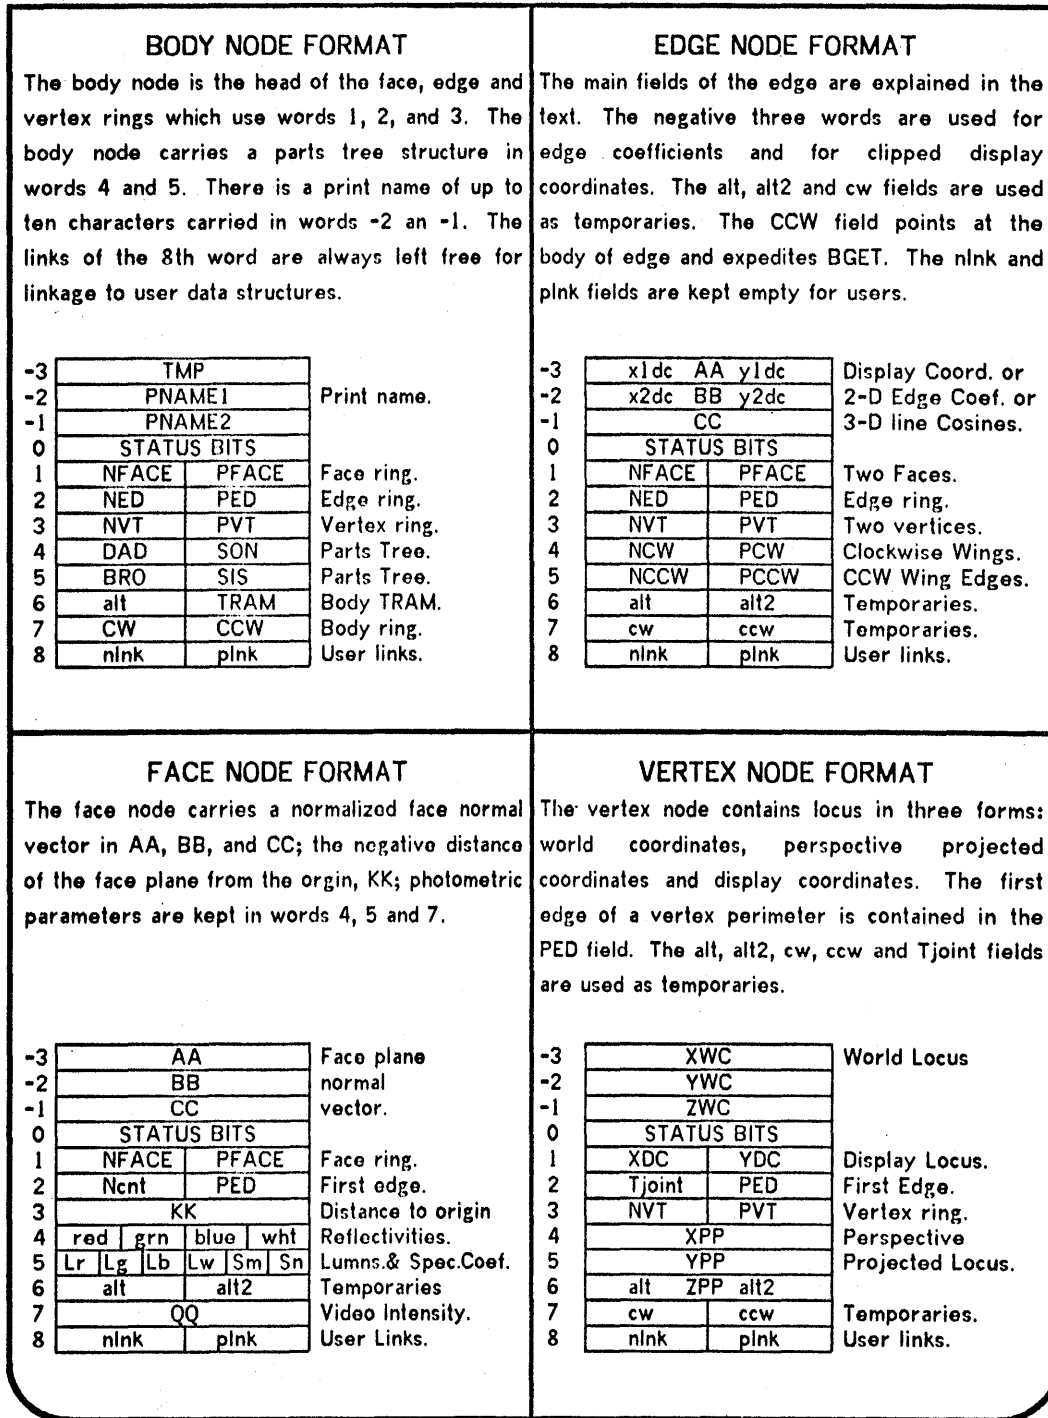 BODY NODE FORMAT
The body node is the head of the face, edge and
vertex rings which use words 1, 2, and 3. The
body node carries a parts tree structure in
words 4 and 5. There is a print name of up to
ten characters carried in words -2 an -1. The
links of the 8th word are always left free for
linkage to user data structures.
-3 TMP
-2 PNAME1 Print name.
-1 PNAME2
0 STATUS BITS
1 NFACE PFACE Face ring.
2 NED PED Edge ring.
3 NVT PVT Vertex ring.
4 DAD SON Parts Tree.
5 BRO SIS Parts Tree.
6 alt TRAM Body TRAM.
7 CW CCW Body ring.
8 nlnk plnk User links.
EDGE NODE FORMAT
The main fields of the edge are explained in the
text. The negative three words are used for
edge coefficients and for clipped display
coordinates. The alt, alt2 and cw fields are used
as temporaries. The CCW field points at the
body of edge and expedites BGET. The nlnk and
plnk fields are kept empty for users.
-3 x1dc AA y1dc Display Coord. or
-2 x2dc BB y2dc 2-D Edge Coef. or
-1 CC 3-D line Cosines.
0 STATUS BITS
1 NFACE PFACE Two Faces.
2 NED PED Edge ring.
3 NVT PVT Two vertices.
4 NCW PCW Clockwise Wings.
5 NCCW PCCW CCW Wing Edges.
6 alt alt2 Temporaries.
7 cw ccw Temporaries.
8 nlnk plnk User links.
FACE NODE FORMAT
The face node carries a normalized face normal
vector in AA, BB, and CC; the negative distance
of the face plane from the orgin, KK; photometric
parameters are kept in words 4, 5 and 7.
-3 AA Face plane
-2 BB normal
-1 CC vector.
0 STATUS BITS
1 NFACE PFACE Face ring.
2 Ncnt PED First edge.
3 KK Distance to origin
4 red grn blue wht Reflectivities.
5 Lr Lg Lb Lw Sm Sn Lumns.& Spec.Coef.
6 alt alt2 Temporaries
7 QQ Video Intensity.
8 nlnk plnk User Links.
VERTEX NODE FORMAT
The vertex node contains locus in three forms:
world coordinates, perspective projected
coordinates and display coordinates. The first
edge of a vertex perimeter is contained in the
PED field. The alt, alt2, cw, ccw and Tjoint fields
are used as temporaries.
-3 XWC World Locus
-2 YWC
-1 ZWC
0 STATUS BITS
1 XDC YDC Display Locus.
2 Tjoint PED First Edge.
3 NVT PVT Vertex ring.
4 XPP Perspective
5 YPP Projected Locus.
6 alt ZPP alt2
7 cw ccw Temporaries.
8 nlnk plnk User links.